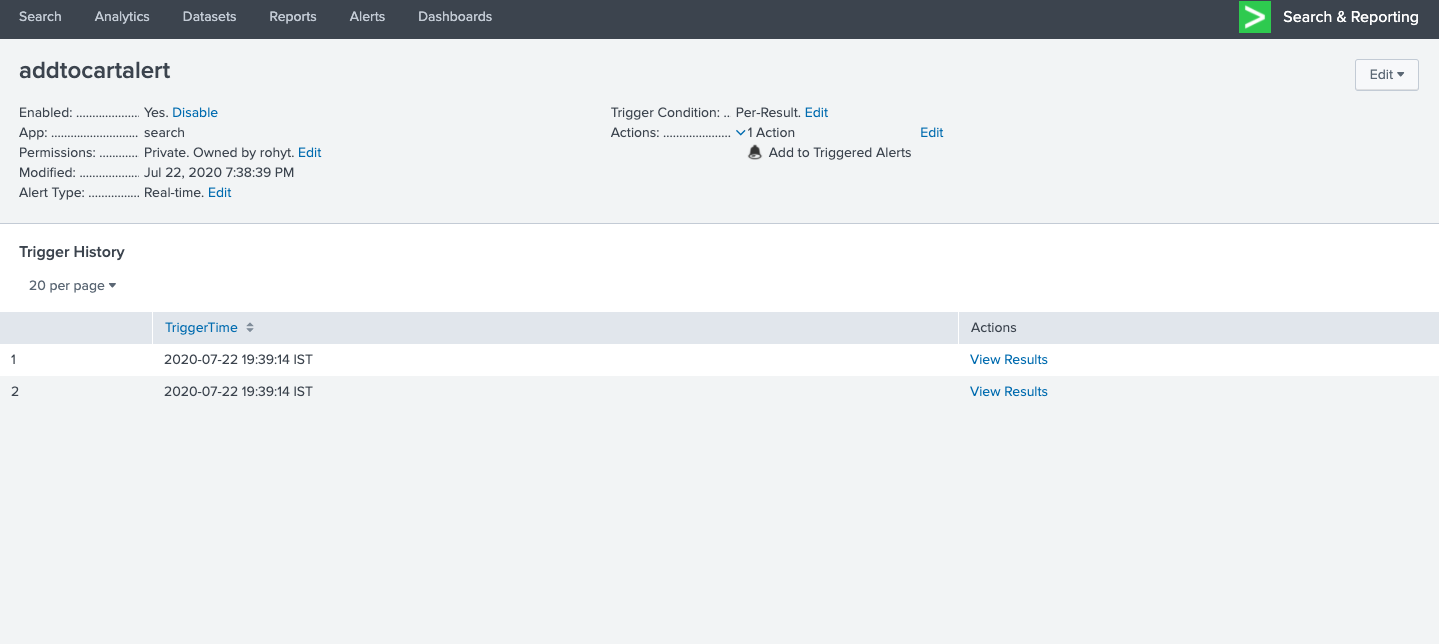 Search Analytics Datasets Reports Alerts Dashboards Search & Reporting
addtocartalert
Edit
Enabled: .................... Yes. Disable
App: ........................... search
Permissions: ............ Private. Owned by rohyt. Edit
Modified: ................... Jul 22, 2020 7:38:39 PM
Alert Type: ................ Real-time. Edit
Trigger Condition: .. Per-Result. Edit
Actions: ..................... 1 Action Edit
Add to Triggered Alerts
Trigger History
20 per page
TriggerTime Actions
1 2020-07-22 19:39:14 IST View Results
2 2020-07-22 19:39:14 IST View Results